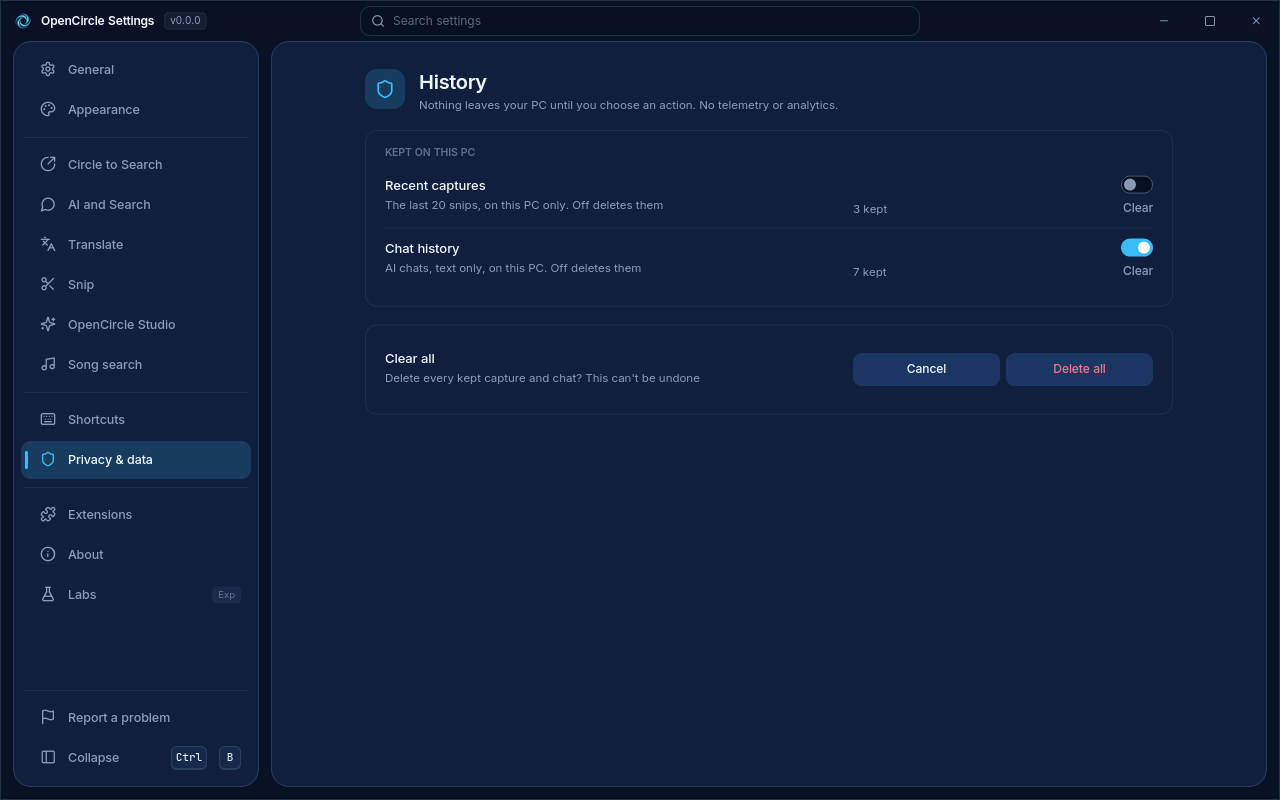 OpenCircle Settings v0.0.0
Search settings
General
Appearance
Circle to Search
AI and Search
Translate
Snip
OpenCircle Studio
Song search
Shortcuts
Privacy & data
Extensions
About
Labs Exp
Report a problem
Collapse Ctrl B
History
Nothing leaves your PC until you choose an action. No telemetry or analytics.
KEPT ON THIS PC
Recent captures
The last 20 snips, on this PC only. Off deletes them
3 kept
Clear
Chat history
AI chats, text only, on this PC. Off deletes them
7 kept
Clear
Clear all
Delete every kept capture and chat? This can't be undone
Cancel
Delete all